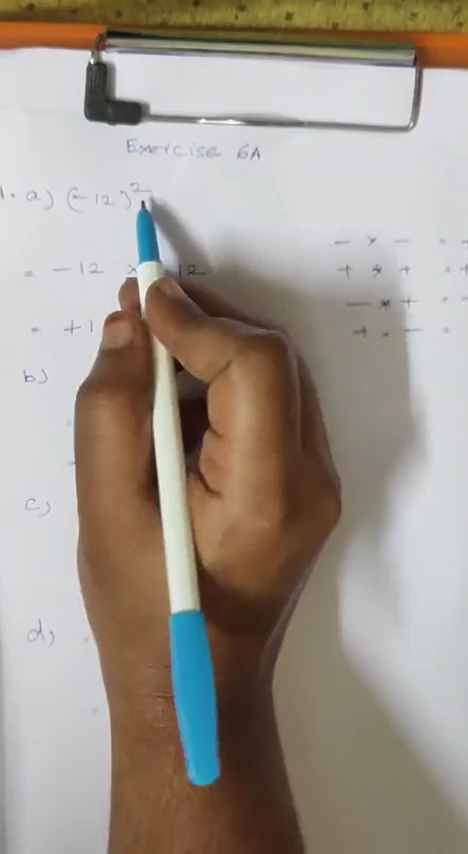 Exercise 6A
1. a) (-12)²
= -12 × -12
= +1
b)
c)
d)
- × - = +
+ × + = +
- × + =
+ × - =